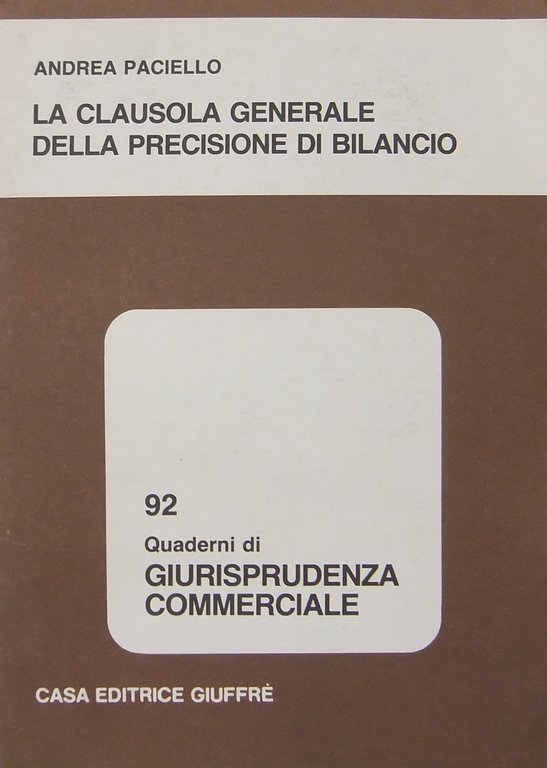 ANDREA PACIELLO
LA CLAUSOLA GENERALE
DELLA PRECISIONE DI BILANCIO
92
Quaderni di
GIURISPRUDENZA
COMMERCIALE
CASA EDITRICE GIUFFRÈ